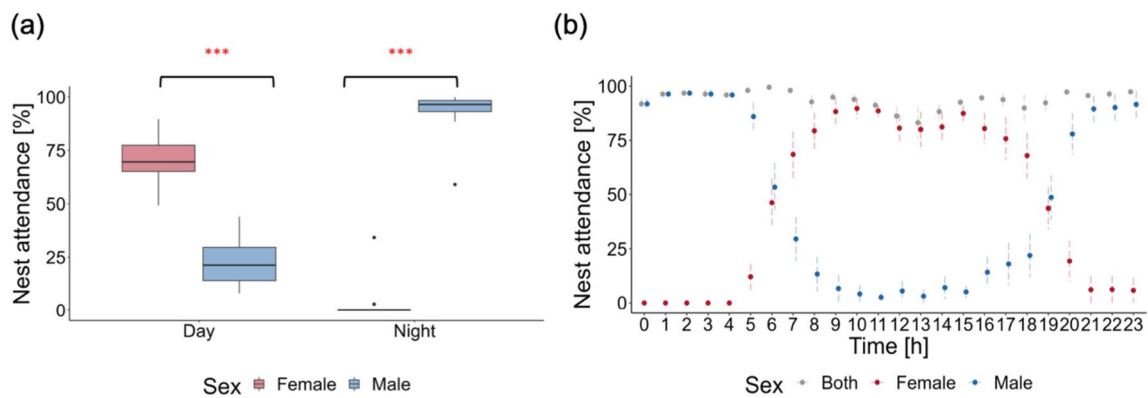 (a)
Nest attendance [%]
100
75
50
25
0
***
***
Day
Night
Sex Female Male
(b)
Nest attendance [%]
100
75
50
25
0
0 1 2 3 4 5 6 7 8 9 10 11 12 13 14 15 16 17 18 19 20 21 22 23
Time [h]
Sex Both Female Male